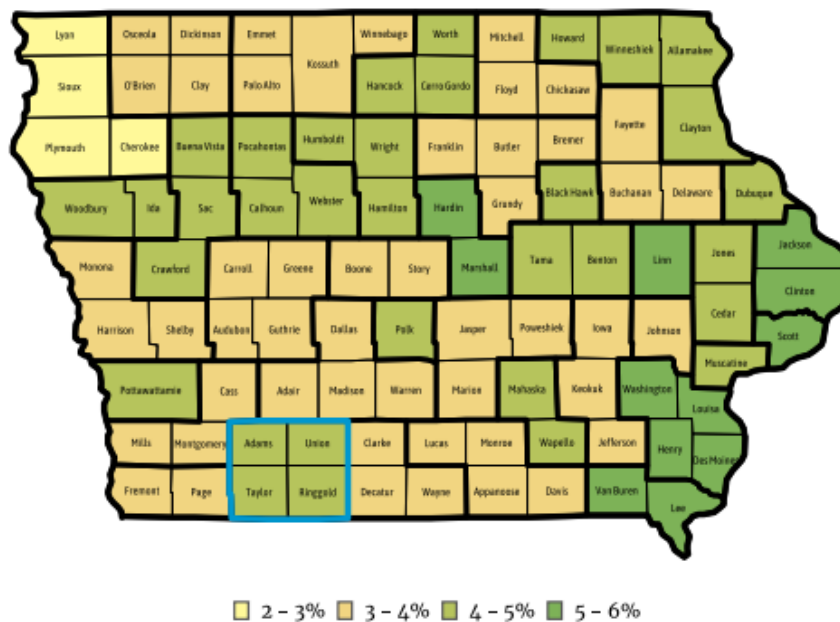 Lyon Osceola Dickinson Emmet Winnebago Worth Mitchell Howard Winneshiek Allamakee
Kossuth
Sioux O'Brien Clay Palo Alto Hancock Cerro Gordo Floyd Chickasaw
Fayette Clayton
Plymouth Cherokee Buena Vista Pocahontas Humboldt Wright Franklin Butler Bremer
Woodbury Ida Sac Calhoun Webster Hamilton Hardin Grundy Black Hawk Buchanan Delaware Dubuque
Jackson
Monona Crawford Carroll Greene Boone Story Marshall Tama Benton Linn Jones
Clinton
Harrison Shelby Audubon Guthrie Dallas Polk Jasper Poweshiek Iowa Johnson Cedar Scott
Muscatine
Pottawattamie Cass Adair Madison Warren Marion Mahaska Keokuk Washington
Louisa
Mills Montgomery Adams Union Clarke Lucas Monroe Wapello Jefferson Henry
Des Moines
Fremont Page Taylor Ringgold Decatur Wayne Appanoose Davis Van Buren Lee
2 – 3% 3 – 4% 4 – 5% 5 – 6%